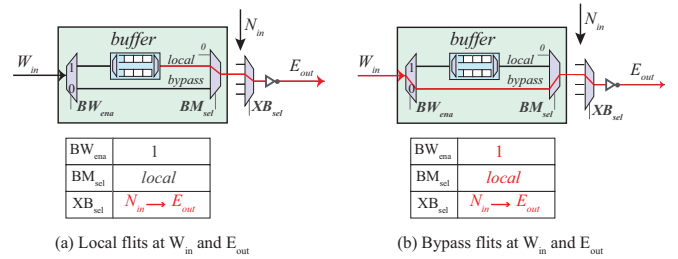 N_in
buffer
W_in
1
local
0
E_out
bypass
0
BW_ena
BM_sel
XB_sel
BW_ena 1
BM_sel local
XB_sel N_in → E_out
(a) Local flits at W_in and E_out
N_in
buffer
W_in
1
local
0
E_out
bypass
0
BW_ena
BM_sel
XB_sel
BW_ena 1
BM_sel local
XB_sel N_in → E_out
(b) Bypass flits at W_in and E_out